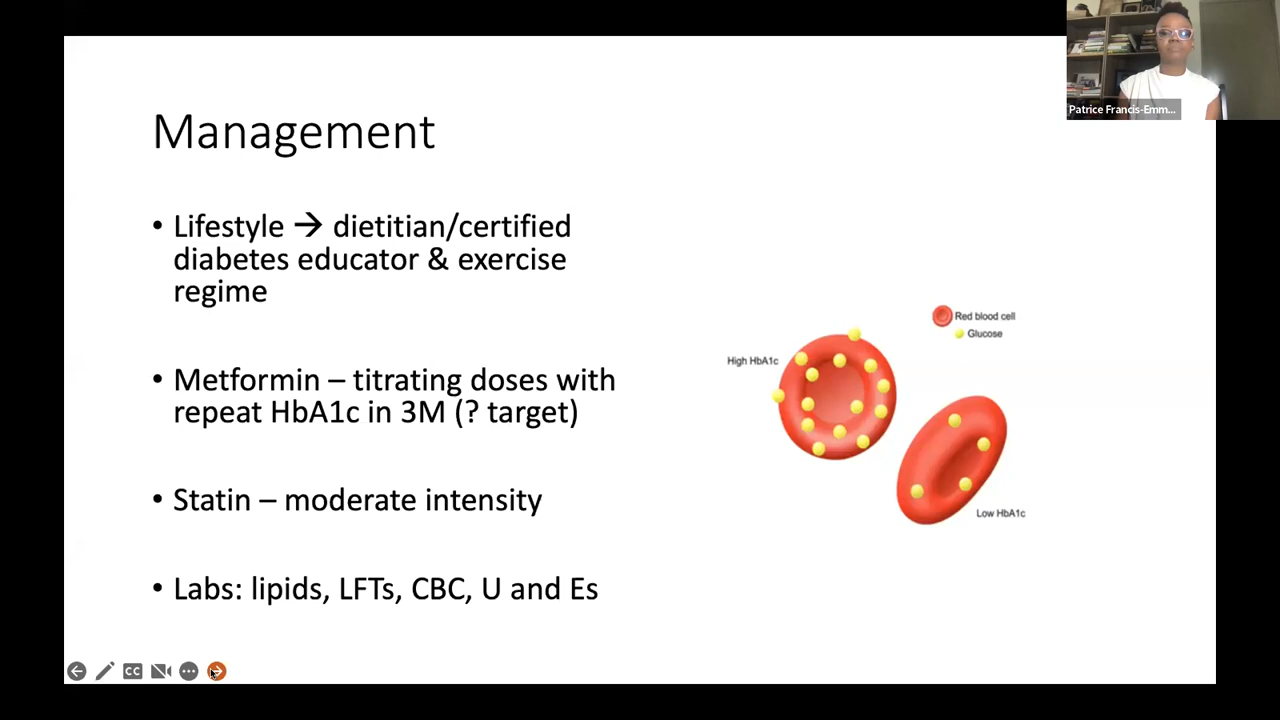 Management
• Lifestyle → dietitian/certified
diabetes educator & exercise
regime
• Metformin – titrating doses with
repeat HbA1c in 3M (? target)
• Statin – moderate intensity
• Labs: lipids, LFTs, CBC, U and Es
Red blood cell
Glucose
High HbA1c
Low HbA1c
Patrice Francis-Emm...
CC